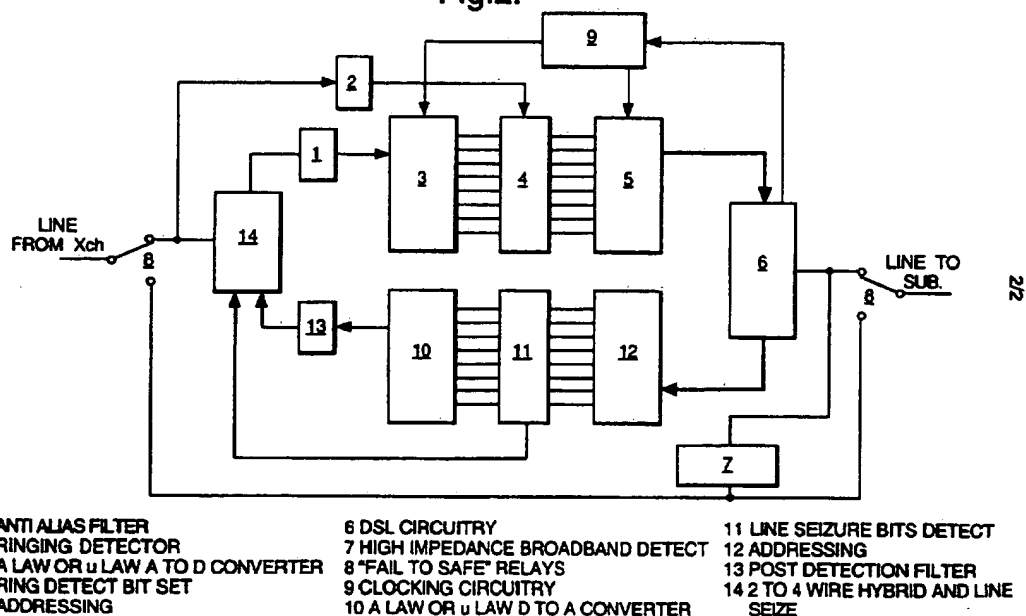 9
2
1
3
4
5
LINE
FROM Xch
8
14
6
LINE TO
SUB.
8
2/2
13
10
11
12
7
ANTI ALIAS FILTER
RINGING DETECTOR
A LAW OR u LAW A TO D CONVERTER
RING DETECT BIT SET
ADDRESSING
6 DSL CIRCUITRY
7 HIGH IMPEDANCE BROADBAND DETECT
8 "FAIL TO SAFE" RELAYS
9 CLOCKING CIRCUITRY
10 A LAW OR u LAW D TO A CONVERTER
11 LINE SEIZURE BITS DETECT
12 ADDRESSING
13 POST DETECTION FILTER
14 2 TO 4 WIRE HYBRID AND LINE
SEIZE